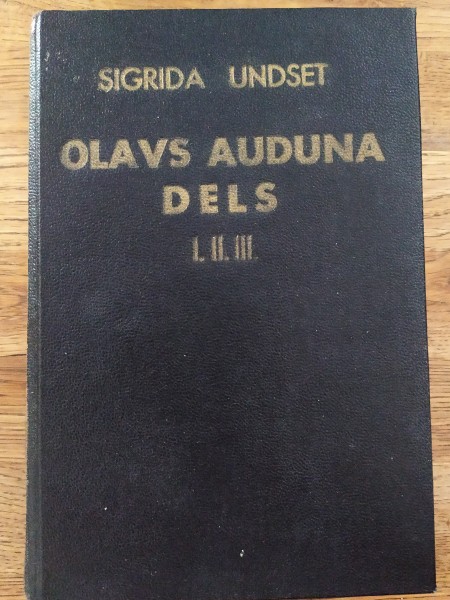 SIGRIDA UNDSET
OLAVS AUDUNA
DELS
I. II. III.